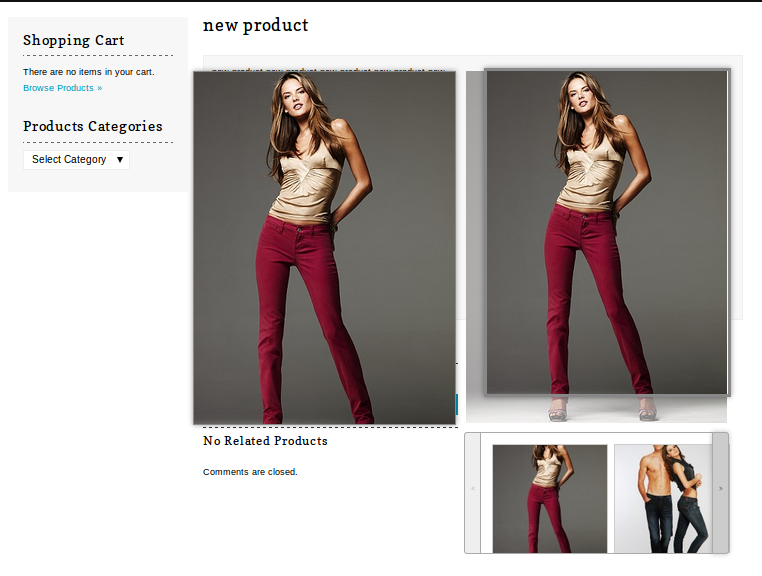 new product
Shopping Cart
There are no items in your cart.
Browse Products »
Products Categories
Select Category ▼
No Related Products
Comments are closed.
«
»